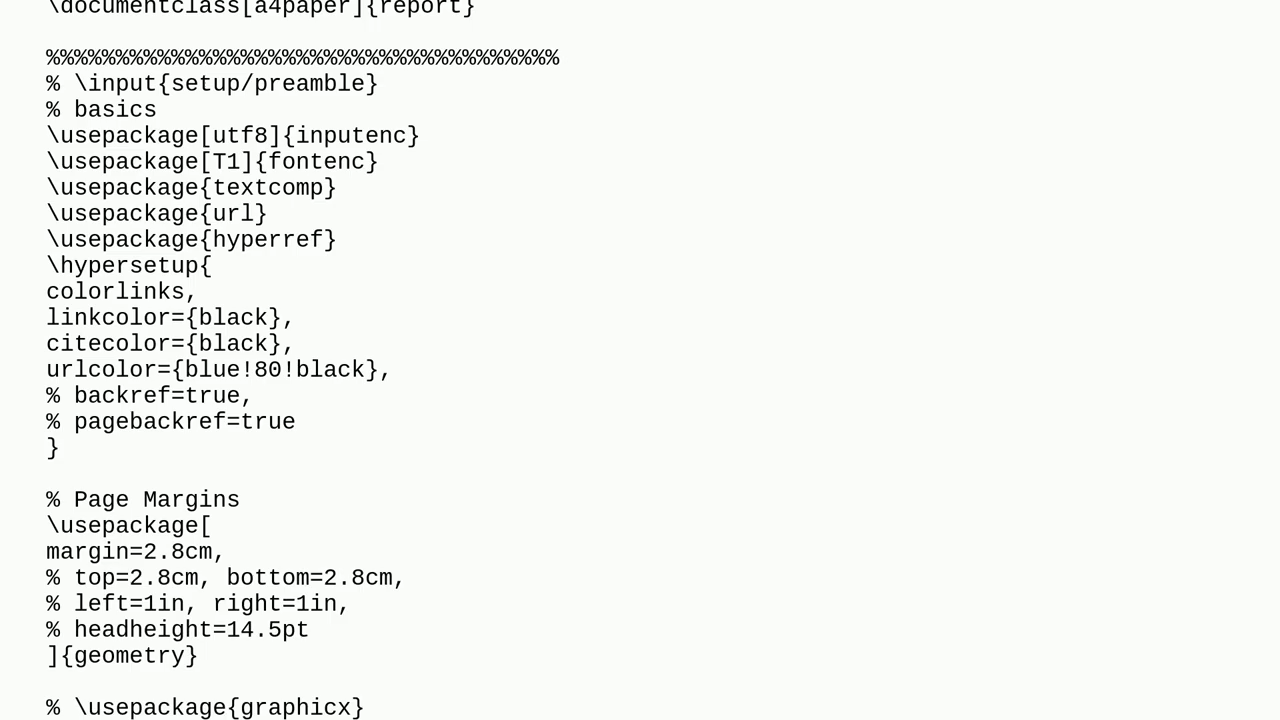 \documentclass[a4paper]{report}
%%%%%%%%%%%%%%%%%%%%%%%%%%%%%%%%%%%%%
% \input{setup/preamble}
% basics
\usepackage[utf8]{inputenc}
\usepackage[T1]{fontenc}
\usepackage{textcomp}
\usepackage{url}
\usepackage{hyperref}
\hypersetup{
colorlinks,
linkcolor={black},
citecolor={black},
urlcolor={blue!80!black},
% backref=true,
% pagebackref=true
}
% Page Margins
\usepackage[
margin=2.8cm,
% top=2.8cm, bottom=2.8cm,
% left=1in, right=1in,
% headheight=14.5pt
]{geometry}
% \usepackage{graphicx}